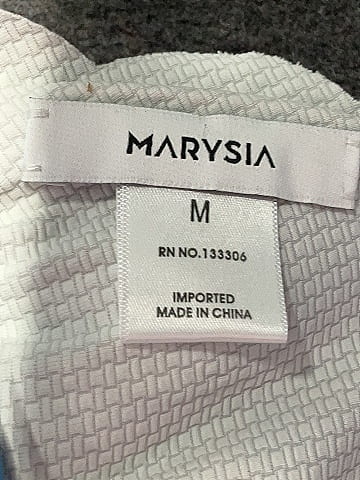 MARYSIA
M
RN NO.133306
IMPORTED
MADE IN CHINA